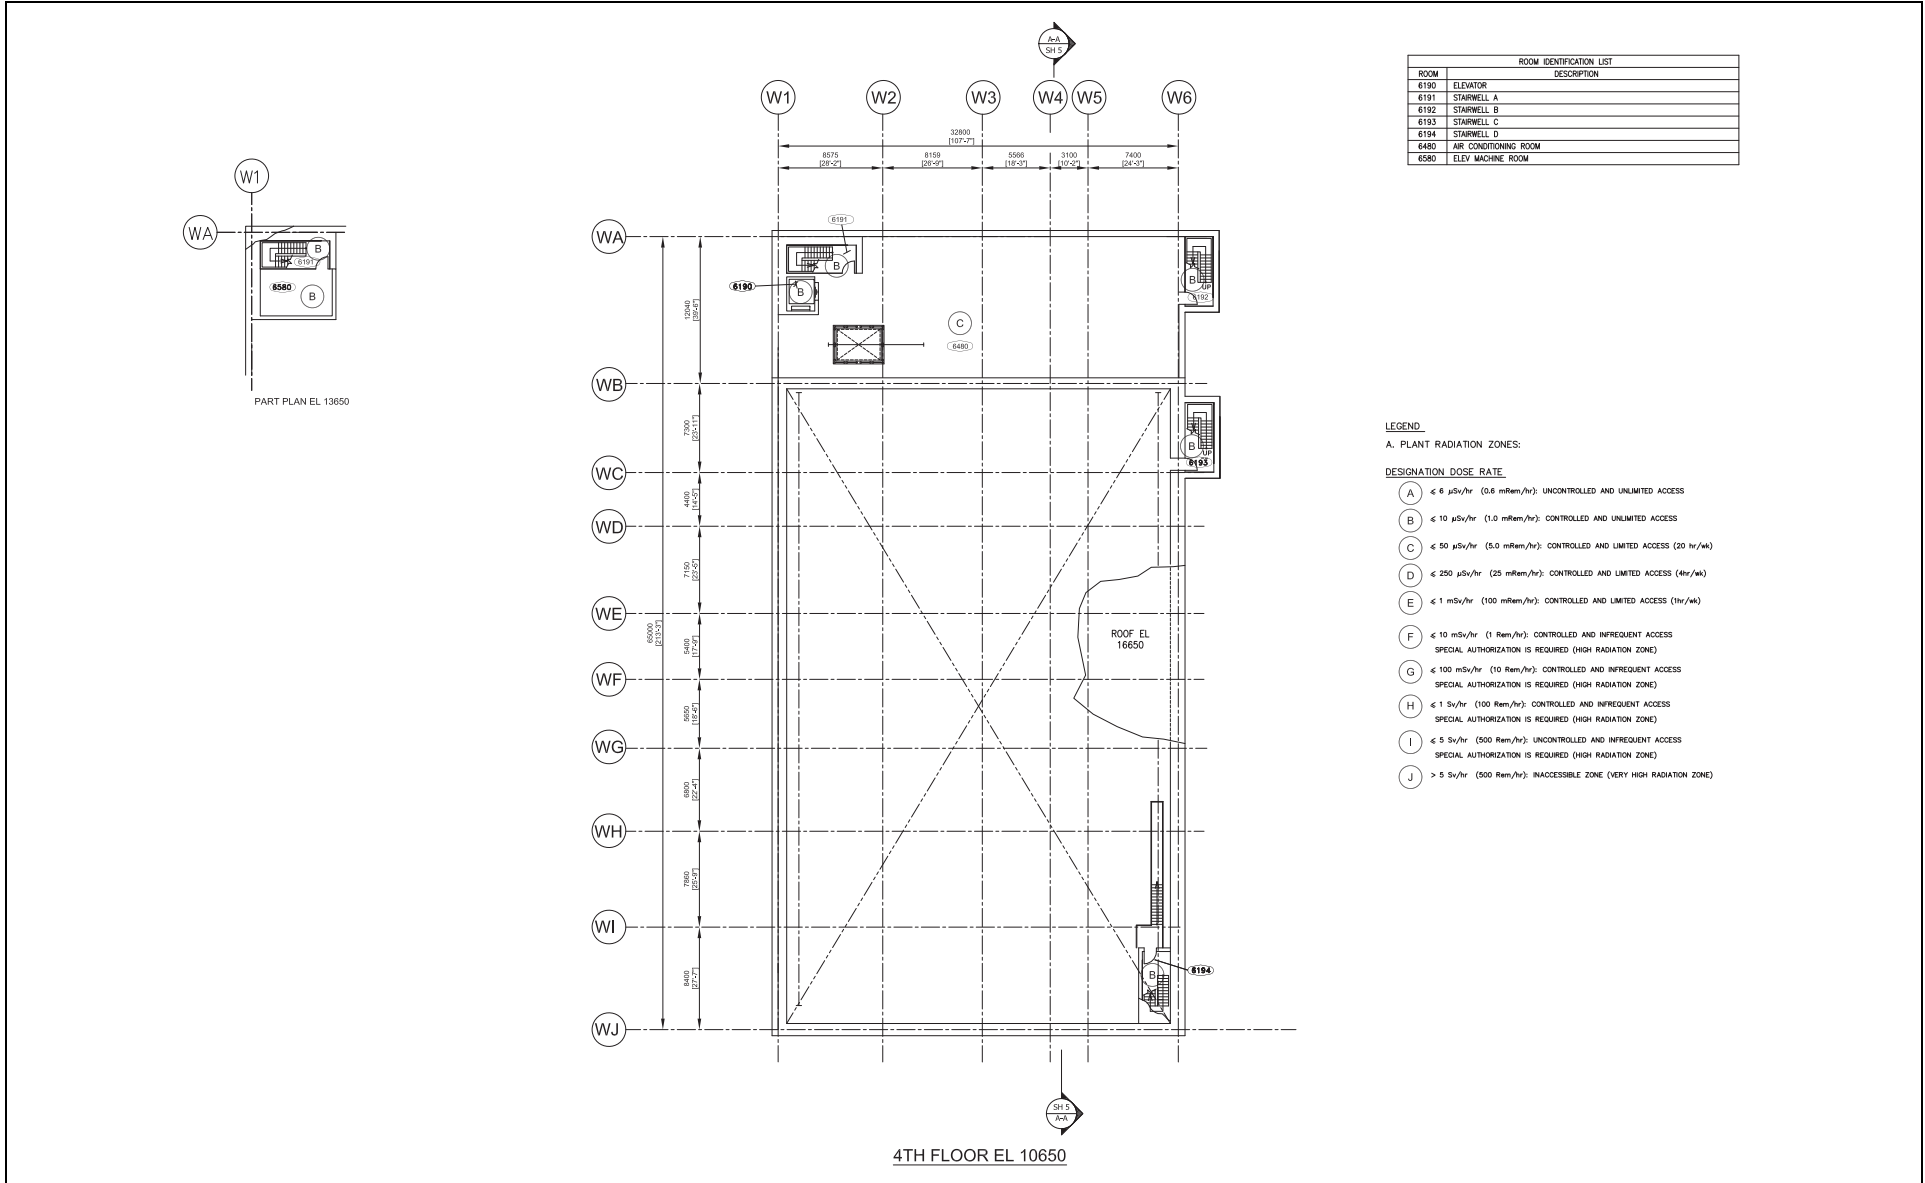 A-A
SH 5
W1
W2
W3
W4
W5
W6
32800
[107'-7"]
8575
[28'-2"]
8159
[26'-9"]
5566
[18'-3"]
3100
[10'-2"]
7400
[24'-3"]
ROOM IDENTIFICATION LIST
ROOM DESCRIPTION
6190 ELEVATOR
6191 STAIRWELL A
6192 STAIRWELL B
6193 STAIRWELL C
6194 STAIRWELL D
6480 AIR CONDITIONING ROOM
6580 ELEV MACHINE ROOM
W1
WA
B
6191
6580
B
PART PLAN EL 13650
WA
WB
WC
WD
WE
WF
WG
WH
WI
WJ
65000
[213'-3"]
12040
[39'-6"]
7300
[23'-11"]
4400
[14'-5"]
7150
[23'-5"]
5400
[17'-9"]
5650
[18'-6"]
6800
[22'-4"]
7860
[25'-9"]
8400
[27'-7"]
6191
B
6190
B
C
6480
B
UP
6192
B
UP
6193
ROOF EL
16650
B
6194
SH 5
A-A
4TH FLOOR EL 10650
LEGEND
A. PLANT RADIATION ZONES:
DESIGNATION DOSE RATE
A ≤ 6 µSv/hr (0.6 mRem/hr): UNCONTROLLED AND UNLIMITED ACCESS
B ≤ 10 µSv/hr (1.0 mRem/hr): CONTROLLED AND UNLIMITED ACCESS
C ≤ 50 µSv/hr (5.0 mRem/hr): CONTROLLED AND LIMITED ACCESS (20 hr/wk)
D ≤ 250 µSv/hr (25 mRem/hr): CONTROLLED AND LIMITED ACCESS (4hr/wk)
E ≤ 1 mSv/hr (100 mRem/hr): CONTROLLED AND LIMITED ACCESS (1hr/wk)
F ≤ 10 mSv/hr (1 Rem/hr): CONTROLLED AND INFREQUENT ACCESS
SPECIAL AUTHORIZATION IS REQUIRED (HIGH RADIATION ZONE)
G ≤ 100 mSv/hr (10 Rem/hr): CONTROLLED AND INFREQUENT ACCESS
SPECIAL AUTHORIZATION IS REQUIRED (HIGH RADIATION ZONE)
H ≤ 1 Sv/hr (100 Rem/hr): CONTROLLED AND INFREQUENT ACCESS
SPECIAL AUTHORIZATION IS REQUIRED (HIGH RADIATION ZONE)
I ≤ 5 Sv/hr (500 Rem/hr): UNCONTROLLED AND INFREQUENT ACCESS
SPECIAL AUTHORIZATION IS REQUIRED (HIGH RADIATION ZONE)
J > 5 Sv/hr (500 Rem/hr): INACCESSIBLE ZONE (VERY HIGH RADIATION ZONE)